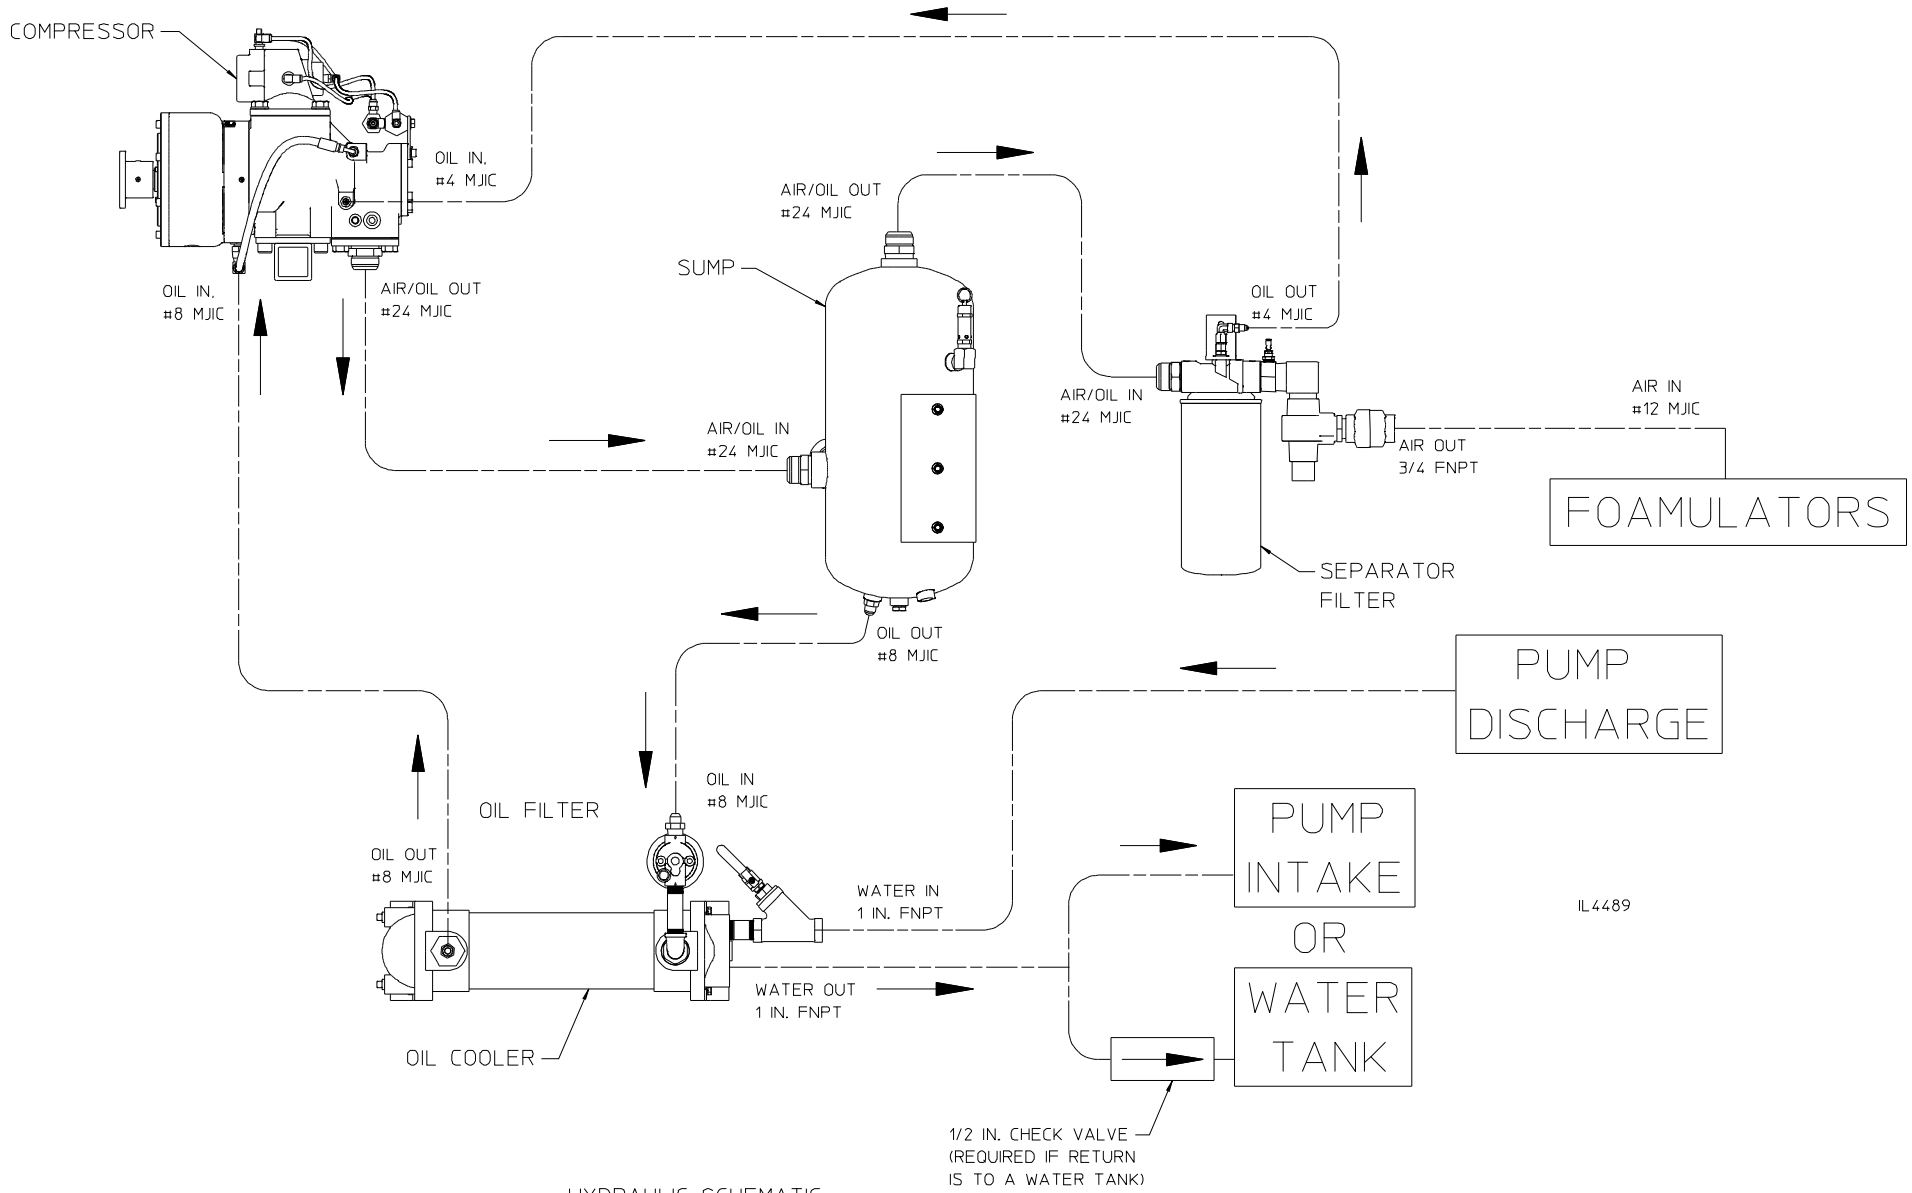 COMPRESSOR
OIL IN,
#4 MJIC
AIR/OIL OUT
#24 MJIC
SUMP
OIL IN,
#8 MJIC
AIR/OIL OUT
#24 MJIC
OIL OUT
#4 MJIC
AIR/OIL IN
#24 MJIC
AIR/OIL IN
#24 MJIC
AIR IN
#12 MJIC
AIR OUT
3/4 FNPT
FOAMULATORS
SEPARATOR
FILTER
OIL OUT
#8 MJIC
PUMP
DISCHARGE
OIL IN
#8 MJIC
OIL FILTER
OIL OUT
#8 MJIC
WATER IN
1 IN. FNPT
PUMP
INTAKE
OR
WATER
TANK
IL4489
WATER OUT
1 IN. FNPT
OIL COOLER
1/2 IN. CHECK VALVE
(REQUIRED IF RETURN
IS TO A WATER TANK)
HYDRAULIC SCHEMATIC